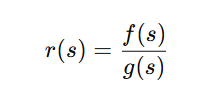 r(s) = f(s)/g(s)